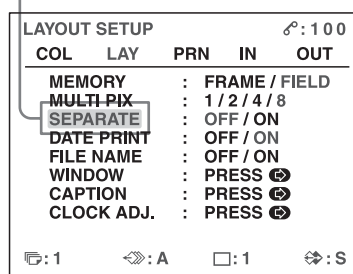 LAYOUT SETUP :100
COL LAY PRN IN OUT
MEMORY : FRAME / FIELD
MULTI PIX : 1 / 2 / 4 / 8
SEPARATE : OFF / ON
DATE PRINT : OFF / ON
FILE NAME : OFF / ON
WINDOW : PRESS
CAPTION : PRESS
CLOCK ADJ. : PRESS
:1 :A :1 :S